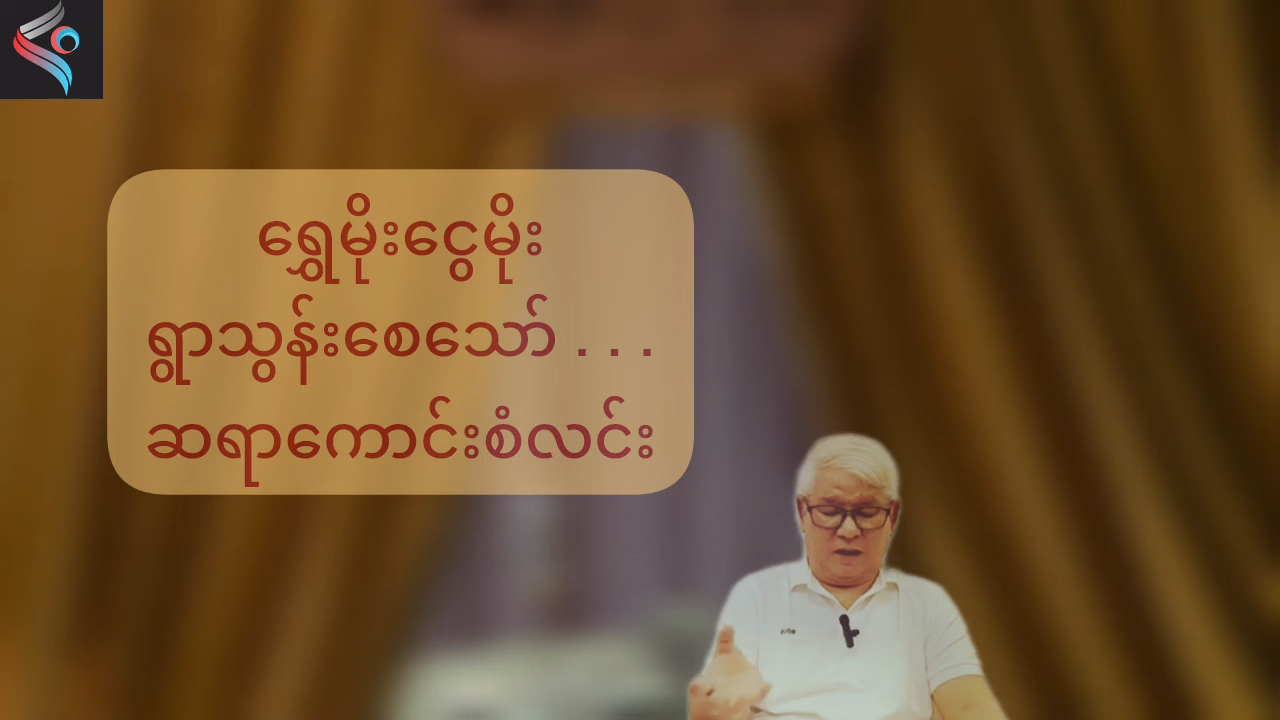 ရွှေမိုးငွေမိုး
ရွာသွန်းစေသော် . . .
ဆရာကောင်းစံလင်း